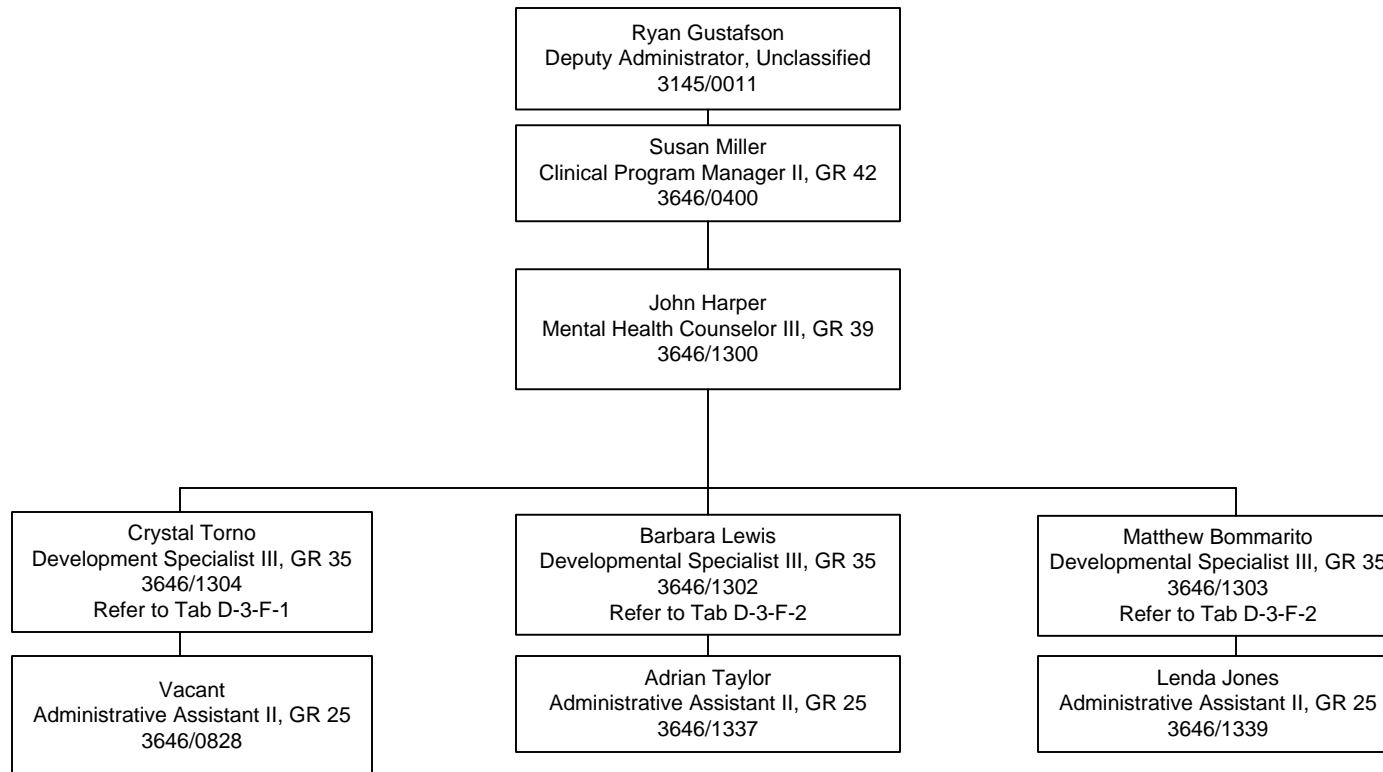 Ryan Gustafson
Deputy Administrator, Unclassified
3145/0011
Susan Miller
Clinical Program Manager II, GR 42
3646/0400
John Harper
Mental Health Counselor III, GR 39
3646/1300
Crystal Torno
Development Specialist III, GR 35
3646/1304
Refer to Tab D-3-F-1
Barbara Lewis
Developmental Specialist III, GR 35
3646/1302
Refer to Tab D-3-F-2
Matthew Bommarito
Developmental Specialist III, GR 35
3646/1303
Refer to Tab D-3-F-2
Vacant
Administrative Assistant II, GR 25
3646/0828
Adrian Taylor
Administrative Assistant II, GR 25
3646/1337
Lenda Jones
Administrative Assistant II, GR 25
3646/1339